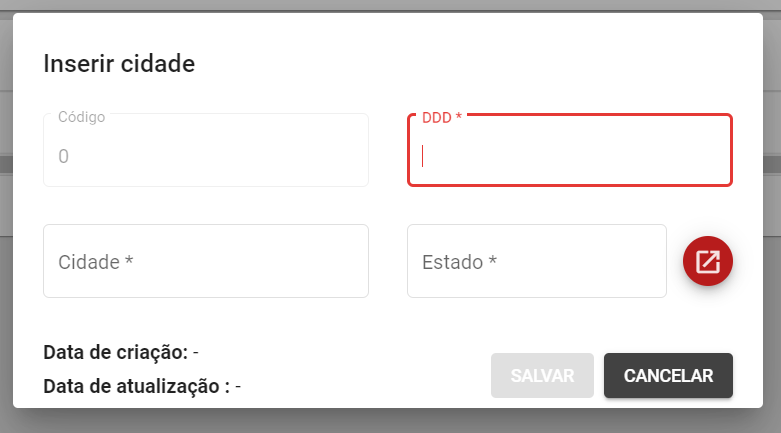 Inserir cidade
Código
DDD *
0
Cidade *
Estado *
Data de criação: -
Data de atualização : -
SALVAR
CANCELAR